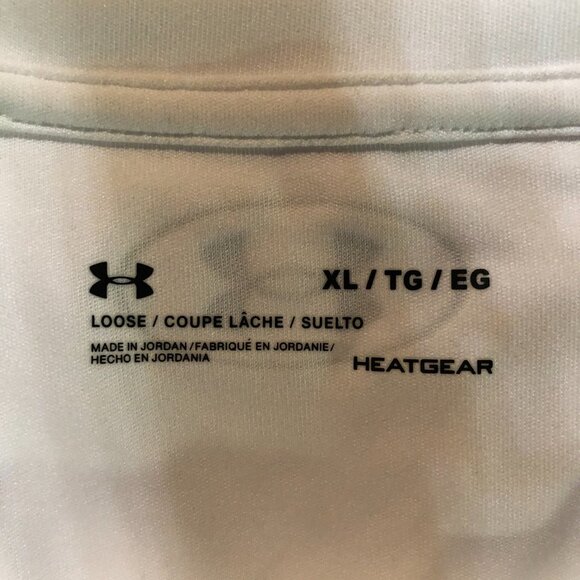 XL / TG / EG
LOOSE / COUPE LÂCHE / SUELTO
MADE IN JORDAN /FABRIQUÉ EN JORDANIE/
HECHO EN JORDANIA
HEATGEAR